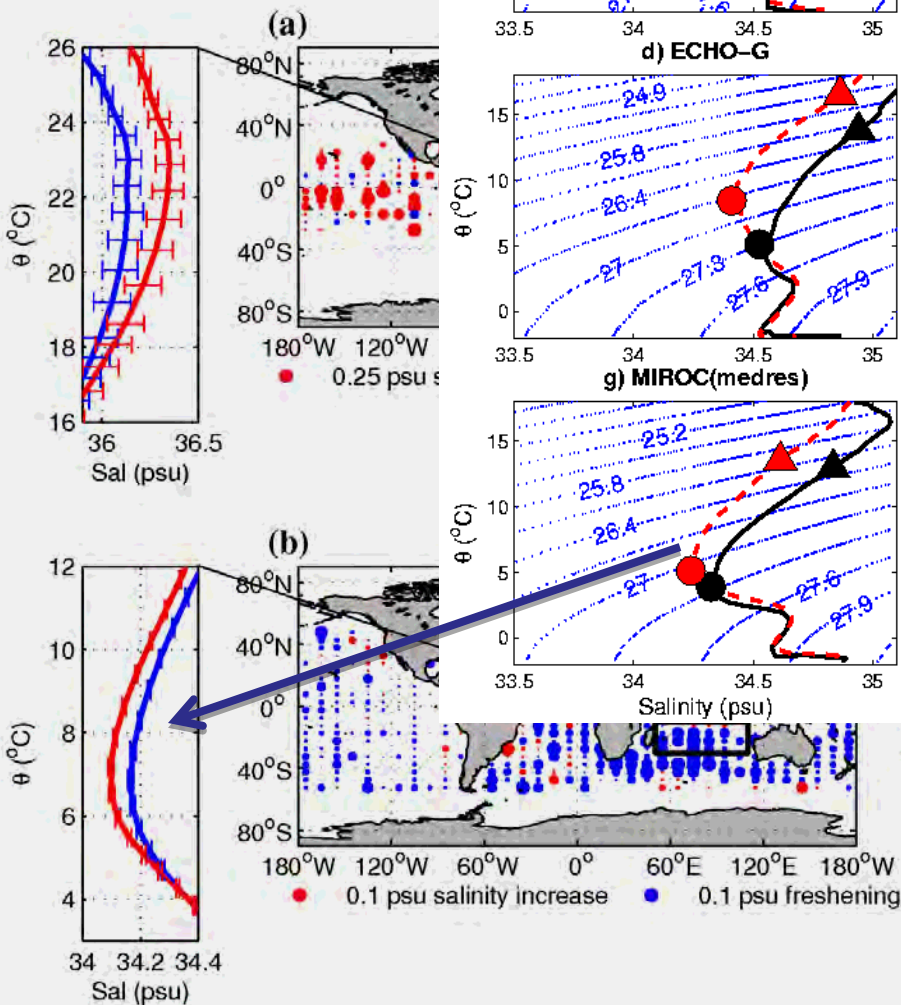 (a)
26
24
22
20
18
16
θ (°C)
36
36.5
Sal (psu)
80°N
40°N
0°
40°S
80°S
180°W
120°W
0.25 psu s
33.5
34
34.5
35
d) ECHO-G
15
10
5
0
θ (°C)
24.9
25.8
26.4
27
27.3
27.6
27.9
33.5
34
34.5
35
g) MIROC(medres)
15
10
5
0
θ (°C)
25.2
25.8
26.4
27
27.6
27.9
33.5
34
34.5
35
Salinity (psu)
(b)
12
10
8
6
4
θ (°C)
34
34.2
34.4
Sal (psu)
80°N
40°N
0°
40°S
80°S
180°W
120°W
60°W
0°
60°E
120°E
180°W
0.1 psu salinity increase
0.1 psu freshening